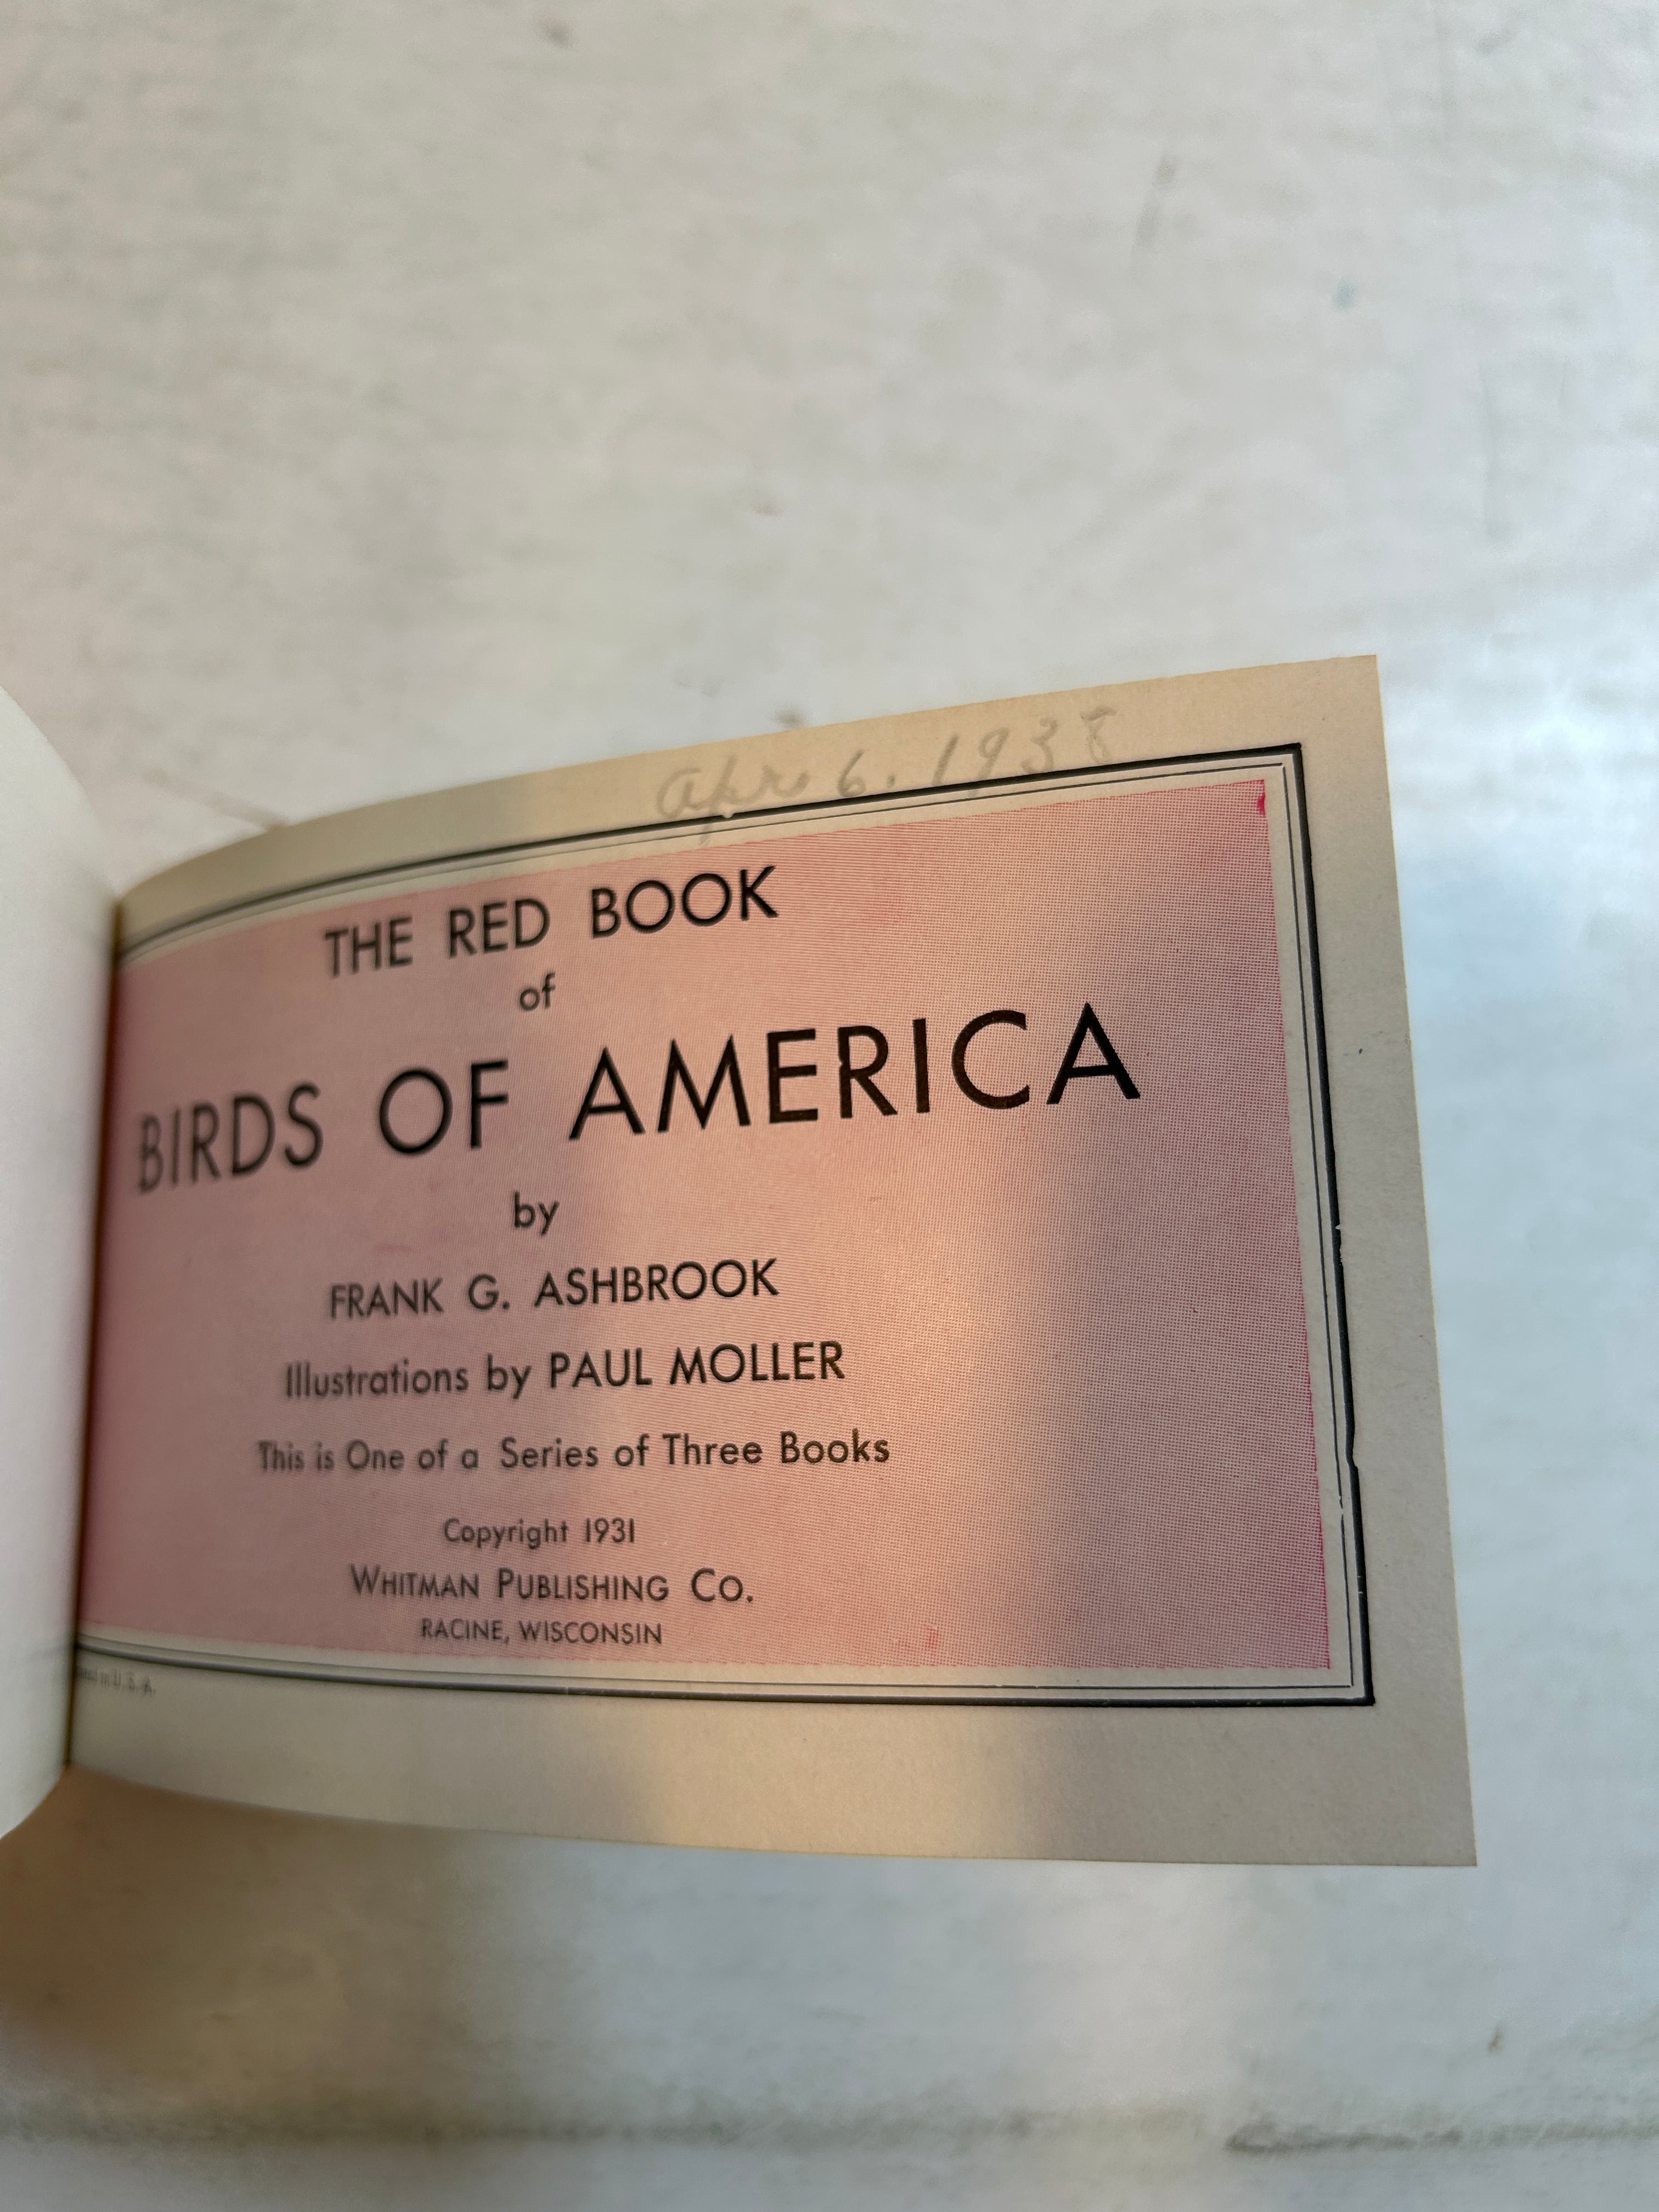 Apr 6. 1938
THE RED BOOK
of
BIRDS OF AMERICA
by
FRANK G. ASHBROOK
Illustrations by PAUL MOLLER
This is One of a Series of Three Books
Copyright 1931
WHITMAN PUBLISHING CO.
RACINE, WISCONSIN
in U.S.A.